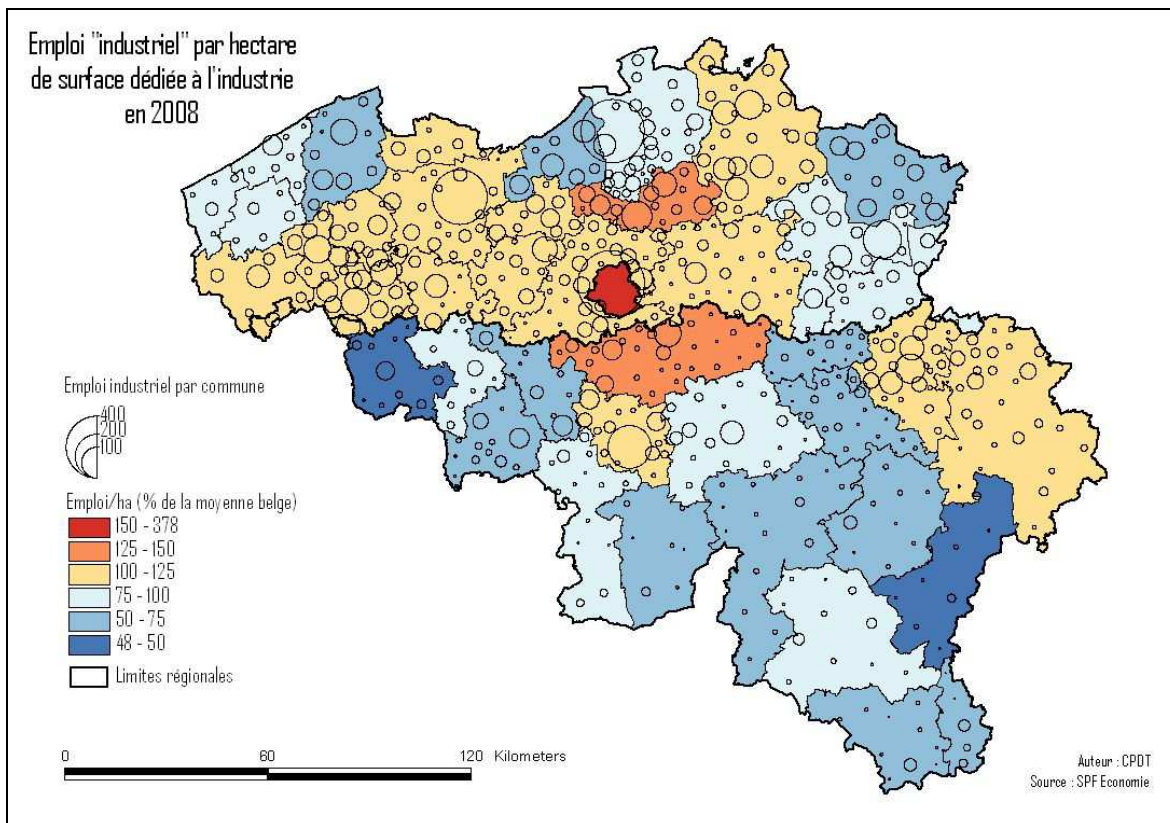 Emploi "industriel" par hectare
de surface dédiée à l'industrie
en 2008
Emploi industriel par commune
400
200
100
Emploi/ha (% de la moyenne belge)
150 - 378
125 - 150
100 - 125
75 - 100
50 - 75
48 - 50
Limites régionales
0 60 120 Kilometers
Auteur : CPDT
Source : SPF Economie